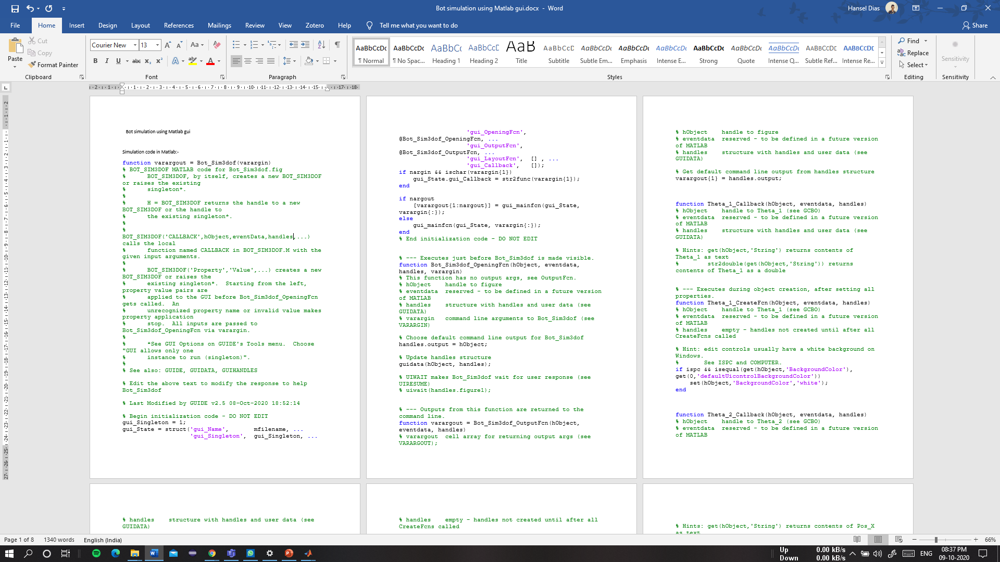 Bot simulation using Matlab gui.docx - Word
Hansel Dias
File Home Insert Design Layout References Mailings Review View Zotero Help Tell me what you want to do Share
Paste
Cut
Copy
Format Painter
Clipboard
Courier New 13
Font
Paragraph
AaBbCcDc AaBbCcDc AaBbCc AaBbCcD AaB AaBbCcD AaBbCcDc AaBbCcDc AaBbCcDc AaBbCcDc AaBbCcDc AaBbCcDc AABBCCDE AABBCCDE
¶ Normal ¶ No Spac... Heading 1 Heading 2 Title Subtitle Subtle Em... Emphasis Intense E... Strong Quote Intense Q... Subtle Ref... Intense Re...
Styles
Find
Replace
Select
Editing
Sensitivity
Sensitivity
Bot simulation using Matlab gui
Simulation code in Matlab:-
function varargout = Bot_Sim3dof(varargin)
% BOT_SIM3DOF MATLAB code for Bot_Sim3dof.fig
%      BOT_SIM3DOF, by itself, creates a new BOT_SIM3DOF
or raises the existing
%      singleton*.
%
%      H = BOT_SIM3DOF returns the handle to a new
BOT_SIM3DOF or the handle to
%      the existing singleton*.
%
%
BOT_SIM3DOF('CALLBACK',hObject,eventData,handles,...)
calls the local
%      function named CALLBACK in BOT_SIM3DOF.M with the
given input arguments.
%
%      BOT_SIM3DOF('Property','Value',...) creates a new
BOT_SIM3DOF or raises the
%      existing singleton*.  Starting from the left,
property value pairs are
%      applied to the GUI before Bot_Sim3dof_OpeningFcn
gets called.  An
%      unrecognized property name or invalid value makes
property application
%      stop.  All inputs are passed to
Bot_Sim3dof_OpeningFcn via varargin.
%
%      *See GUI Options on GUIDE's Tools menu.  Choose
"GUI allows only one
%      instance to run (singleton)".
%
% See also: GUIDE, GUIDATA, GUIHANDLES
% Edit the above text to modify the response to help
Bot_Sim3dof
% Last Modified by GUIDE v2.5 08-Oct-2020 18:52:14
% Begin initialization code - DO NOT EDIT
gui_Singleton = 1;
gui_State = struct('gui_Name',       mfilename, ...
'gui_Singleton',  gui_Singleton, ...
'gui_OpeningFcn',
@Bot_Sim3dof_OpeningFcn, ...
'gui_OutputFcn',
@Bot_Sim3dof_OutputFcn, ...
'gui_LayoutFcn',  [] , ...
'gui_Callback',   []);
if nargin && ischar(varargin{1})
gui_State.gui_Callback = str2func(varargin{1});
end
if nargout
[varargout{1:nargout}] = gui_mainfcn(gui_State,
varargin{:});
else
gui_mainfcn(gui_State, varargin{:});
end
% End initialization code - DO NOT EDIT
% --- Executes just before Bot_Sim3dof is made visible.
function Bot_Sim3dof_OpeningFcn(hObject, eventdata,
handles, varargin)
% This function has no output args, see OutputFcn.
% hObject    handle to figure
% eventdata  reserved - to be defined in a future version
of MATLAB
% handles    structure with handles and user data (see
GUIDATA)
% varargin   command line arguments to Bot_Sim3dof (see
VARARGIN)
% Choose default command line output for Bot_Sim3dof
handles.output = hObject;
% Update handles structure
guidata(hObject, handles);
% UIWAIT makes Bot_Sim3dof wait for user response (see
UIRESUME)
% uiwait(handles.figure1);
% --- Outputs from this function are returned to the
command line.
function varargout = Bot_Sim3dof_OutputFcn(hObject,
eventdata, handles)
% varargout  cell array for returning output args (see
VARARGOUT);
% hObject    handle to figure
% eventdata  reserved - to be defined in a future version
of MATLAB
% handles    structure with handles and user data (see
GUIDATA)
% Get default command line output from handles structure
varargout{1} = handles.output;
function Theta_1_Callback(hObject, eventdata, handles)
% hObject    handle to Theta_1 (see GCBO)
% eventdata  reserved - to be defined in a future version
of MATLAB
% handles    structure with handles and user data (see
GUIDATA)
% Hints: get(hObject,'String') returns contents of
Theta_1 as text
%        str2double(get(hObject,'String')) returns
contents of Theta_1 as a double
% --- Executes during object creation, after setting all
properties.
function Theta_1_CreateFcn(hObject, eventdata, handles)
% hObject    handle to Theta_1 (see GCBO)
% eventdata  reserved - to be defined in a future version
of MATLAB
% handles    empty - handles not created until after all
CreateFcns called
% Hint: edit controls usually have a white background on
Windows.
%       See ISPC and COMPUTER.
if ispc && isequal(get(hObject,'BackgroundColor'),
get(0,'defaultUicontrolBackgroundColor'))
set(hObject,'BackgroundColor','white');
end
function Theta_2_Callback(hObject, eventdata, handles)
% hObject    handle to Theta_2 (see GCBO)
% eventdata  reserved - to be defined in a future version
of MATLAB
% handles    structure with handles and user data (see
GUIDATA)
% handles    empty - handles not created until after all
CreateFcns called
% Hints: get(hObject,'String') returns contents of Pos_X
as text
Page 1 of 8 1340 words English (India) 66%
Up 0.00 kB/s
Down 0.00 kB/s
ENG
08:37 PM
09-10-2020